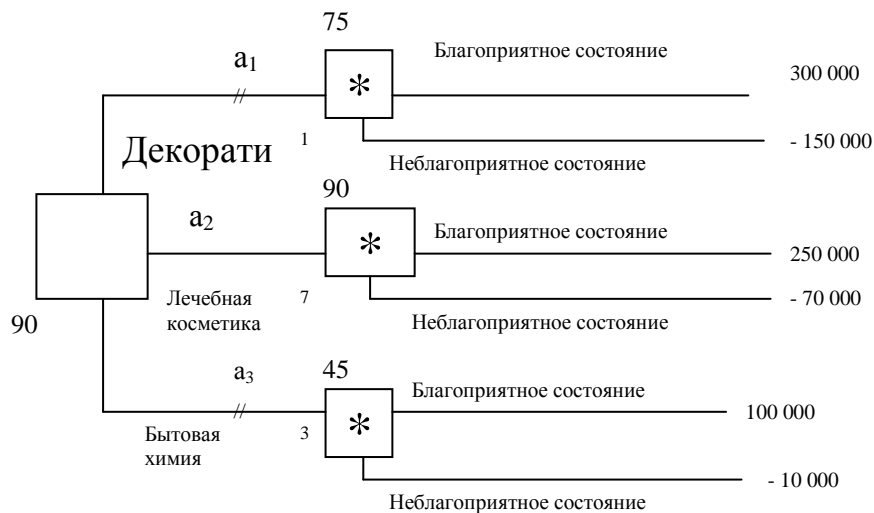 75
a1
Благоприятное состояние
300 000
*
1
- 150 000
Декорати
Неблагоприятное состояние
90
a2
Благоприятное состояние
*
250 000
Лечебная
косметика
7
- 70 000
90
Неблагоприятное состояние
a3
45
Благоприятное состояние
100 000
*
Бытовая
химия
3
- 10 000
Неблагоприятное состояние